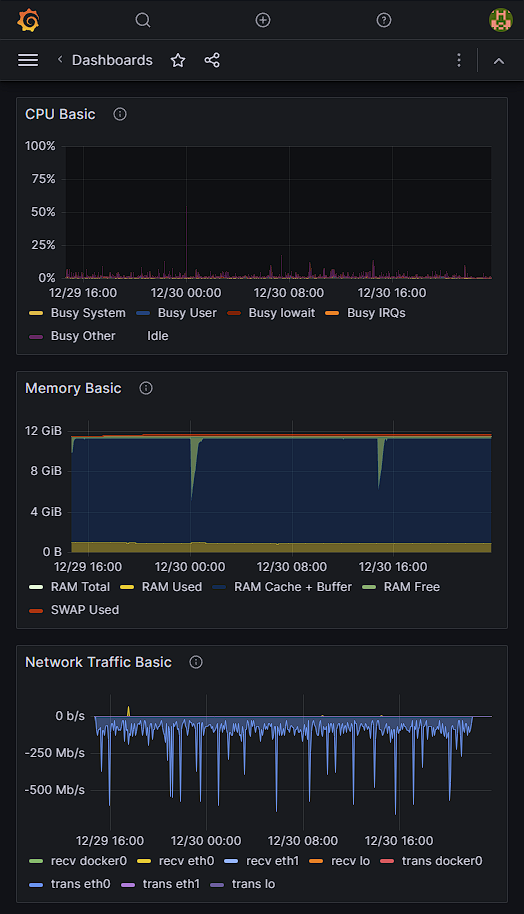 Dashboards
CPU Basic
100%
75%
50%
25%
0%
12/29 16:00 12/30 00:00 12/30 08:00 12/30 16:00
Busy System Busy User Busy Iowait Busy IRQs
Busy Other Idle
Memory Basic
12 GiB
8 GiB
4 GiB
0 B
12/29 16:00 12/30 00:00 12/30 08:00 12/30 16:00
RAM Total RAM Used RAM Cache + Buffer RAM Free
SWAP Used
Network Traffic Basic
0 b/s
-250 Mb/s
-500 Mb/s
12/29 16:00 12/30 00:00 12/30 08:00 12/30 16:00
recv docker0 recv eth0 recv eth1 recv lo trans docker0
trans eth0 trans eth1 trans lo